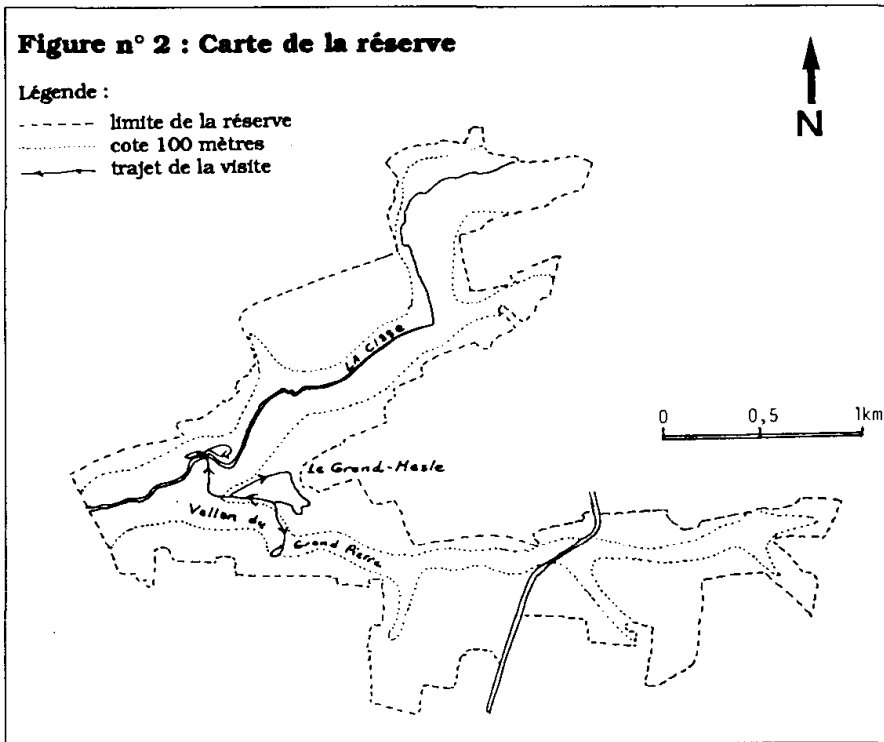 Figure n° 2 : Carte de la réserve
N
Légende :
limite de la réserve
cote 100 mètres
trajet de la visite
LA Cisse
0 0,5 1km
Le Grand-Hasle
Vallon du
Grand Pierre